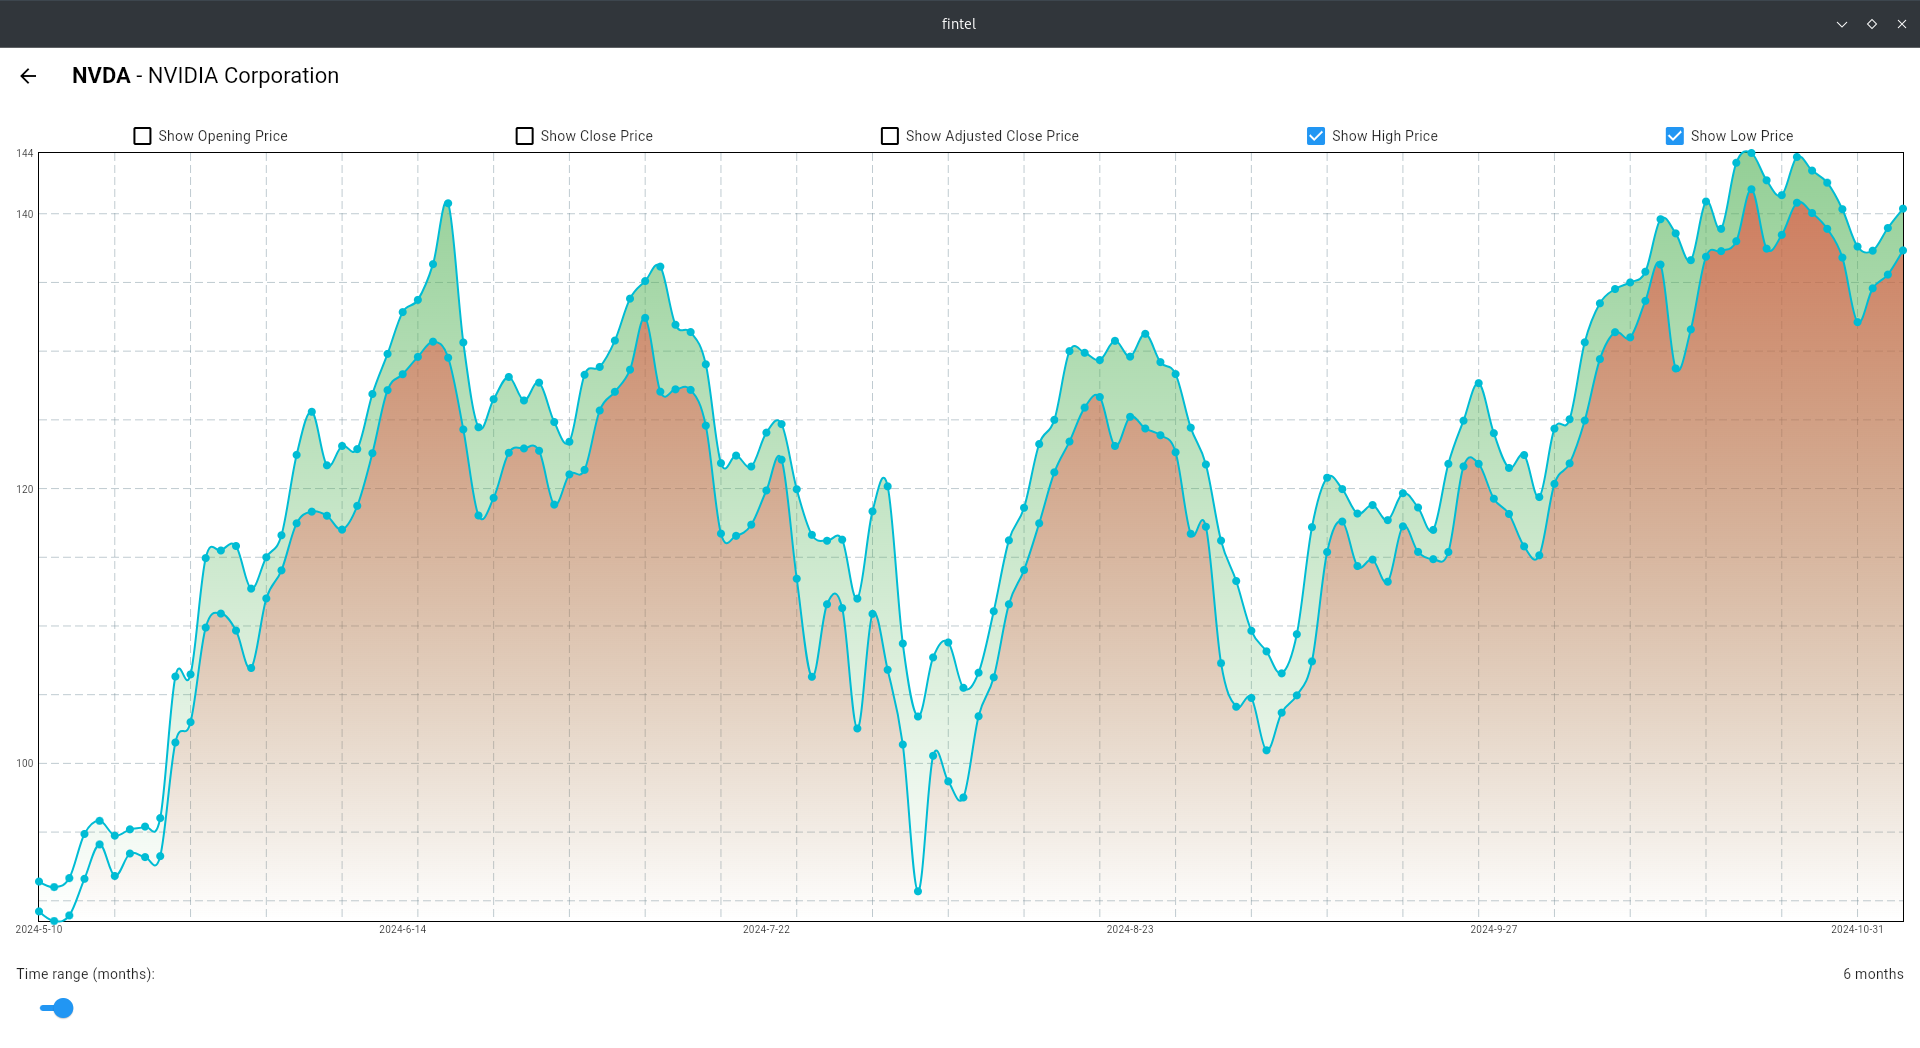 fintel
NVDA - NVIDIA Corporation
Show Opening Price
Show Close Price
Show Adjusted Close Price
Show High Price
Show Low Price
144
140
120
100
2024-5-10
2024-6-14
2024-7-22
2024-8-23
2024-9-27
2024-10-31
Time range (months):
6 months